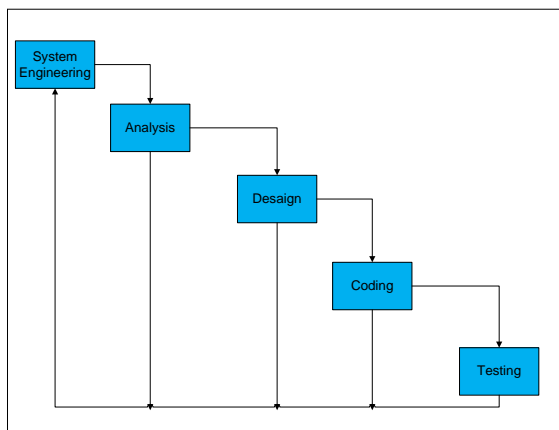 System
Engineering
Analysis
Desaign
Coding
Testing